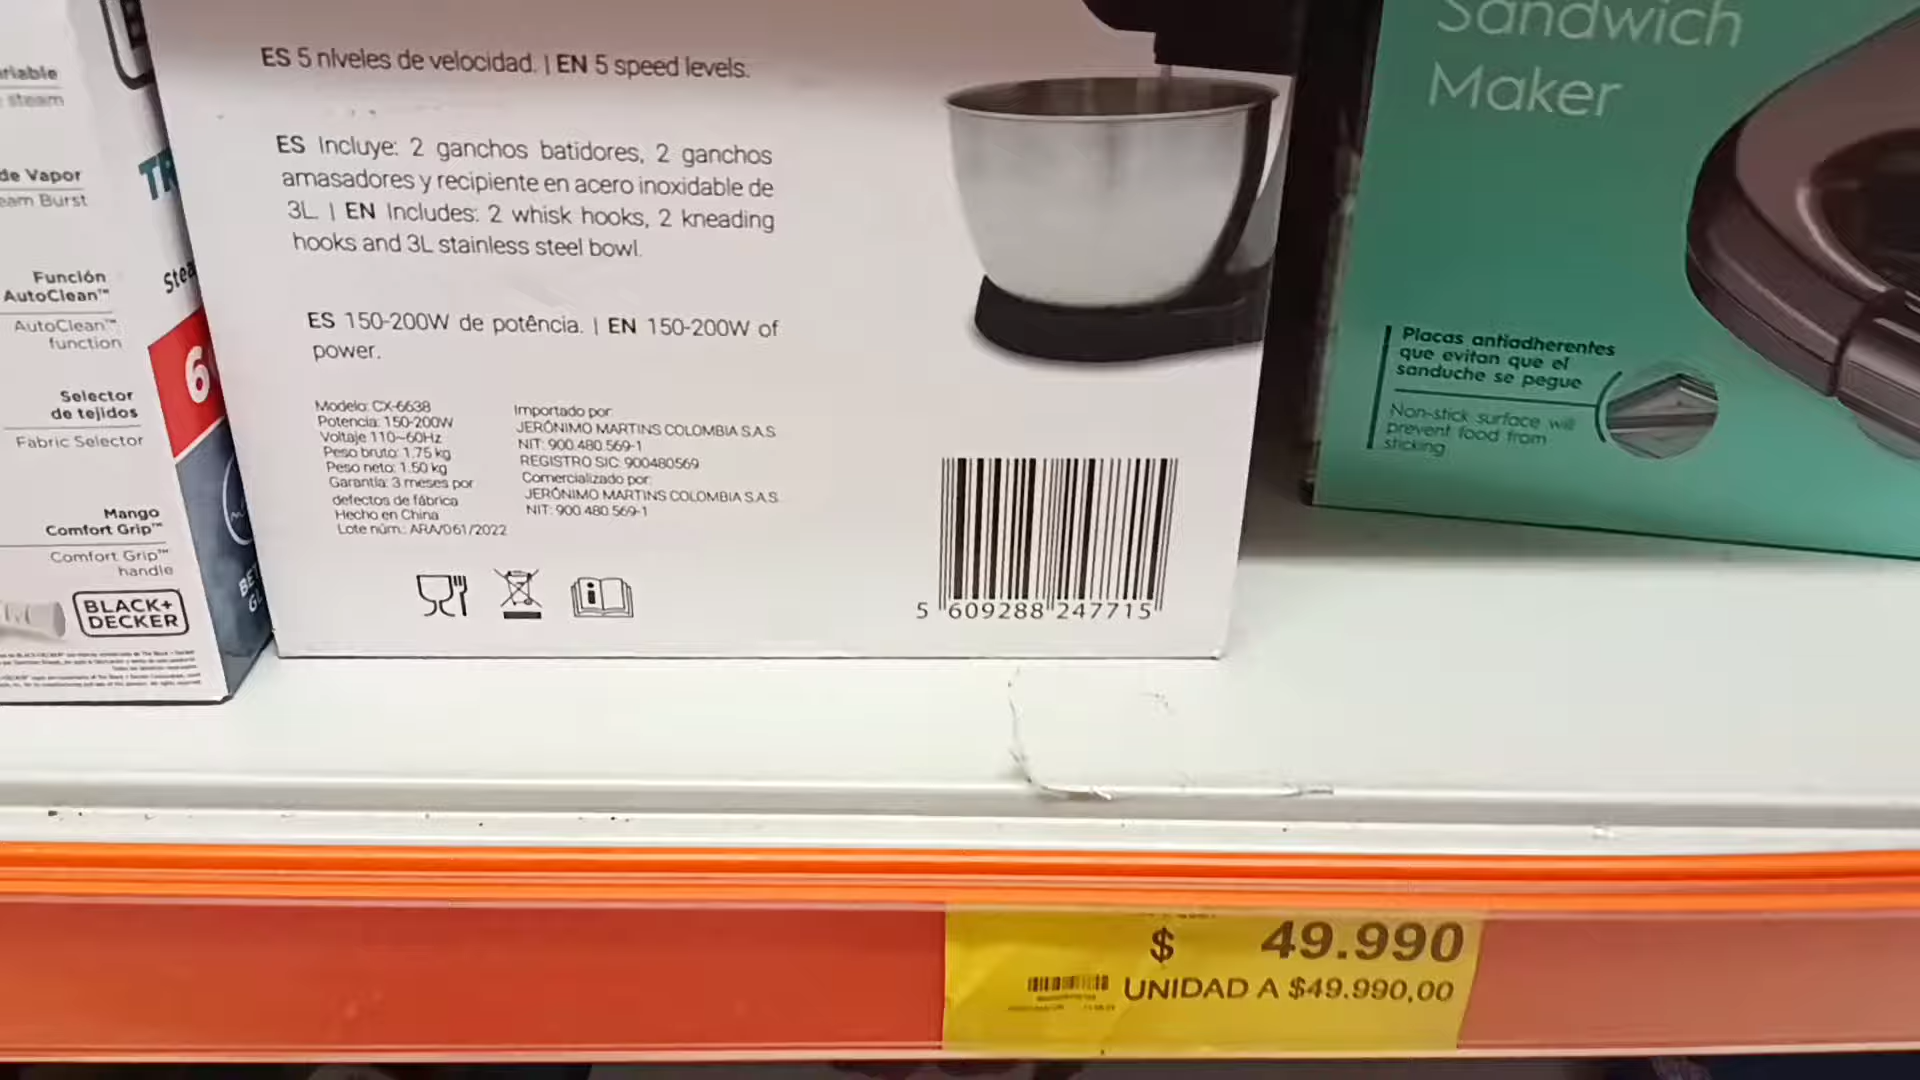 ariable
steam
de Vapor
eam Burst
Función
AutoClean™
AutoClean™
function
Selector
de tejidos
Fabric Selector
Mango
Comfort Grip™
Comfort Grip™
handle
BLACK+
DECKER
6
ES 5 niveles de velocidad. | EN 5 speed levels.
ES Incluye: 2 ganchos batidores, 2 ganchos
amasadores y recipiente en acero inoxidable de
3L. | EN Includes: 2 whisk hooks, 2 kneading
hooks and 3L stainless steel bowl.
ES 150-200W de potência. | EN 150-200W of
power.
Modelo: CX-6638
Potencia: 150-200W
Voltaje 110~60Hz
Peso bruto: 1.75 kg
Peso neto: 1.50 kg
Garantía: 3 meses por
defectos de fábrica
Hecho en China
Lote núm.: ARA/061/2022
Importado por:
JERÓNIMO MARTINS COLOMBIA S.A.S
NIT: 900.480.569-1
REGISTRO SIC: 900480569
Comercializado por:
JERÓNIMO MARTINS COLOMBIA S.A.S.
NIT: 900.480.569-1
5 609288 247715
Sandwich
Maker
Placas antiadherentes
que evitan que el
sanduche se pegue
Non-stick surface will
prevent food from
sticking
$ 49.990
UNIDAD A $49.990,00